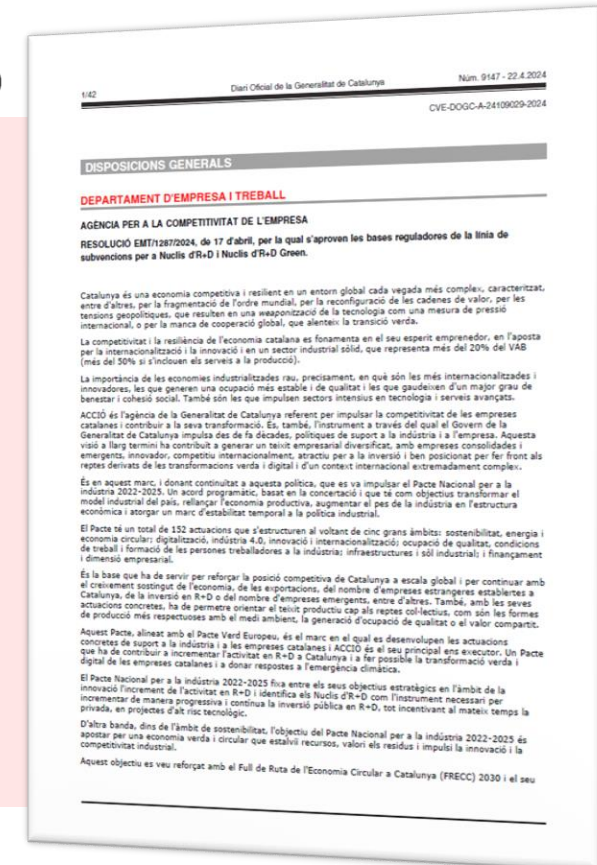 1/42
Diari Oficial de la Generalitat de Catalunya
Núm. 9147 - 22.4.2024
CVE-DOGC-A-24109029-2024
DISPOSICIONS GENERALS
DEPARTAMENT D'EMPRESA I TREBALL
AGÈNCIA PER A LA COMPETITIVITAT DE L'EMPRESA
RESOLUCIÓ EMT/1287/2024, de 17 d'abril, per la qual s'aproven les bases reguladores de la línia de
subvencions per a Nuclis d'R+D i Nuclis d'R+D Green.
Catalunya és una economia competitiva i resilient en un entorn global cada vegada més complex, caracteritzat,
entre d'altres, per la fragmentació de l'ordre mundial, per la reconfiguració de les cadenes de valor, per les
tensions geopolítiques, que resulten en una weaponització de la tecnologia com una mesura de pressió
internacional, o per la manca de cooperació global, que alenteix la transició verda.
La competitivitat i la resiliència de l'economia catalana es fonamenta en el seu esperit emprenedor, en l'aposta
per la internacionalització i la innovació i en un sector industrial sòlid, que representa més del 20% del VAB
(més del 50% si s'inclouen els serveis a la producció).
La importància de les economies industrialitzades rau, precisament, en què són les més internacionalitzades i
innovadores, les que generen una ocupació més estable i de qualitat i les que gaudeixen d'un major grau de
benestar i cohesió social. També són les que impulsen sectors intensius en tecnologia i serveis avançats.
ACCIÓ és l'agència de la Generalitat de Catalunya referent per impulsar la competitivitat de les empreses
catalanes i contribuir a la seva transformació. És, també, l'instrument a través del qual el Govern de la
Generalitat de Catalunya impulsa des de fa dècades, polítiques de suport a la indústria i a l'empresa. Aquesta
visió a llarg termini ha contribuït a generar un teixit empresarial diversificat, amb empreses consolidades i
emergents, innovador, competitiu internacionalment, atractiu per a la inversió i ben posicionat per fer front als
reptes derivats de les transformacions verda i digital i d'un context internacional extremadament complex.
És en aquest marc, i donant continuïtat a aquesta política, que es va impulsar el Pacte Nacional per a la
indústria 2022-2025. Un acord programàtic, basat en la concertació i que té com objectius transformar el
model industrial del país, rellançar l'economia productiva, augmentar el pes de la indústria en l'estructura
econòmica i atorgar un marc d'estabilitat temporal a la política industrial.
El Pacte té un total de 152 actuacions que s'estructuren al voltant de cinc grans àmbits: sostenibilitat, energia i
economia circular; digitalització, indústria 4.0, innovació i internacionalització; ocupació de qualitat, condicions
de treball i formació de les persones treballadores a la indústria; infraestructures i sòl industrial; i finançament
i dimensió empresarial.
És la base que ha de servir per reforçar la posició competitiva de Catalunya a escala global i per continuar amb
el creixement sostingut de l'economia, de les exportacions, del nombre d'empreses estrangeres establertes a
Catalunya, de la inversió en R+D o del nombre d'empreses emergents, entre d'altres. També, amb les seves
actuacions concretes, ha de permetre orientar el teixit productiu cap als reptes col·lectius, com són les formes
de producció més respectuoses amb el medi ambient, la generació d'ocupació de qualitat o el valor compartit.
Aquest Pacte, alineat amb el Pacte Verd Europeu, és el marc en el qual es desenvolupen les actuacions
concretes de suport a la indústria i a les empreses catalanes i ACCIÓ és el seu principal ens executor. Un Pacte
que ha de contribuir a incrementar l'activitat en R+D a Catalunya i a fer possible la transformació verda i
digital de les empreses catalanes i a donar respostes a l'emergència climàtica.
El Pacte Nacional per a la indústria 2022-2025 fixa entre els seus objectius estratègics en l'àmbit de la
innovació l'increment de l'activitat en R+D i identifica els Nuclis d'R+D com l'instrument necessari per
incrementar de manera progressiva i contínua la inversió pública en R+D, tot incentivant al mateix temps la
privada, en projectes d'alt risc tecnològic.
D'altra banda, dins de l'àmbit de sostenibilitat, l'objectiu del Pacte Nacional per a la indústria 2022-2025 és
apostar per una economia verda i circular que estalviï recursos, valori els residus i impulsi la innovació i la
competitivitat industrial.
Aquest objectiu es veu reforçat amb el Full de Ruta de l'Economia Circular a Catalunya (FRECC) 2030 i el seu